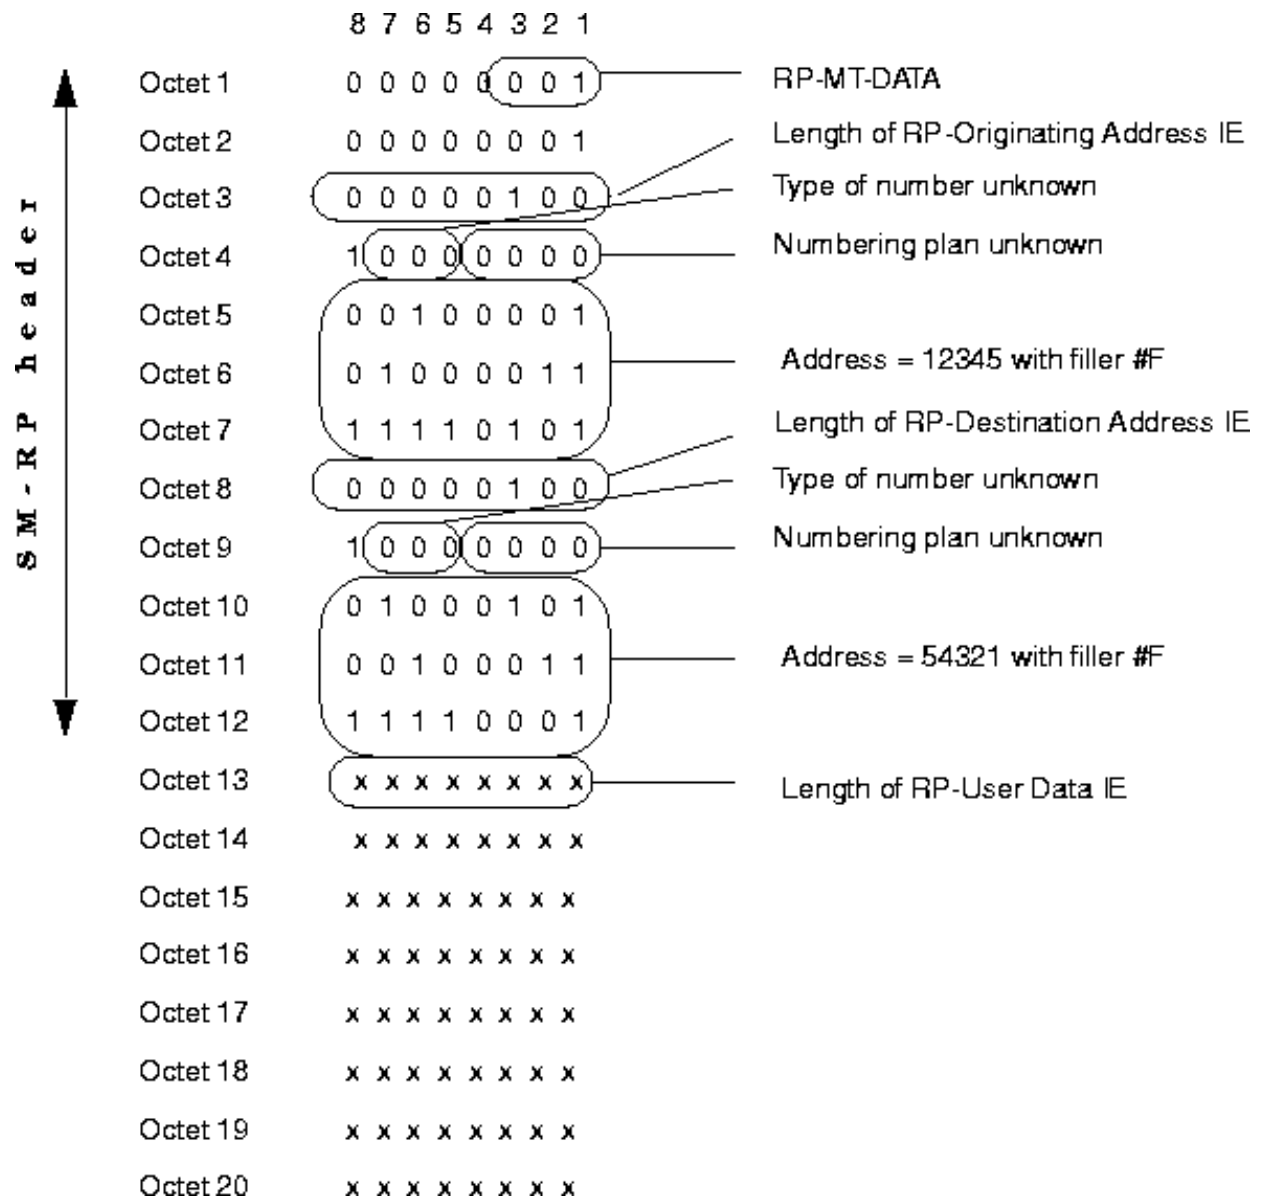 8 7 6 5 4 3 2 1
Octet 1 0 0 0 0 0 0 0 1 RP-MT-DATA
Octet 2 0 0 0 0 0 0 0 1 Length of RP-Originating Address IE
Octet 3 0 0 0 0 0 1 0 0 Type of number unknown
Octet 4 1 0 0 0 0 0 0 0 Numbering plan unknown
Octet 5 0 0 1 0 0 0 0 1
Octet 6 0 1 0 0 0 0 1 1 Address = 12345 with filler #F
Octet 7 1 1 1 1 0 1 0 1 Length of RP-Destination Address IE
Octet 8 0 0 0 0 0 1 0 0 Type of number unknown
Octet 9 1 0 0 0 0 0 0 0 Numbering plan unknown
Octet 10 0 1 0 0 0 1 0 1
Octet 11 0 0 1 0 0 0 1 1 Address = 54321 with filler #F
Octet 12 1 1 1 1 0 0 0 1
Octet 13 x x x x x x x x Length of RP-User Data IE
Octet 14 x x x x x x x x
Octet 15 x x x x x x x x
Octet 16 x x x x x x x x
Octet 17 x x x x x x x x
Octet 18 x x x x x x x x
Octet 19 x x x x x x x x
Octet 20 x x x x x x x x
SM-RP header